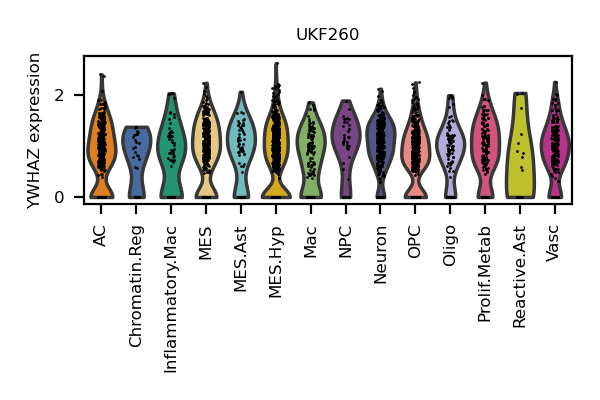 UKF260
YWHAZ expression
2
0
AC
Chromatin.Reg
Inflammatory.Mac
MES
MES.Ast
MES.Hyp
Mac
NPC
Neuron
OPC
Oligo
Prolif.Metab
Reactive.Ast
Vasc